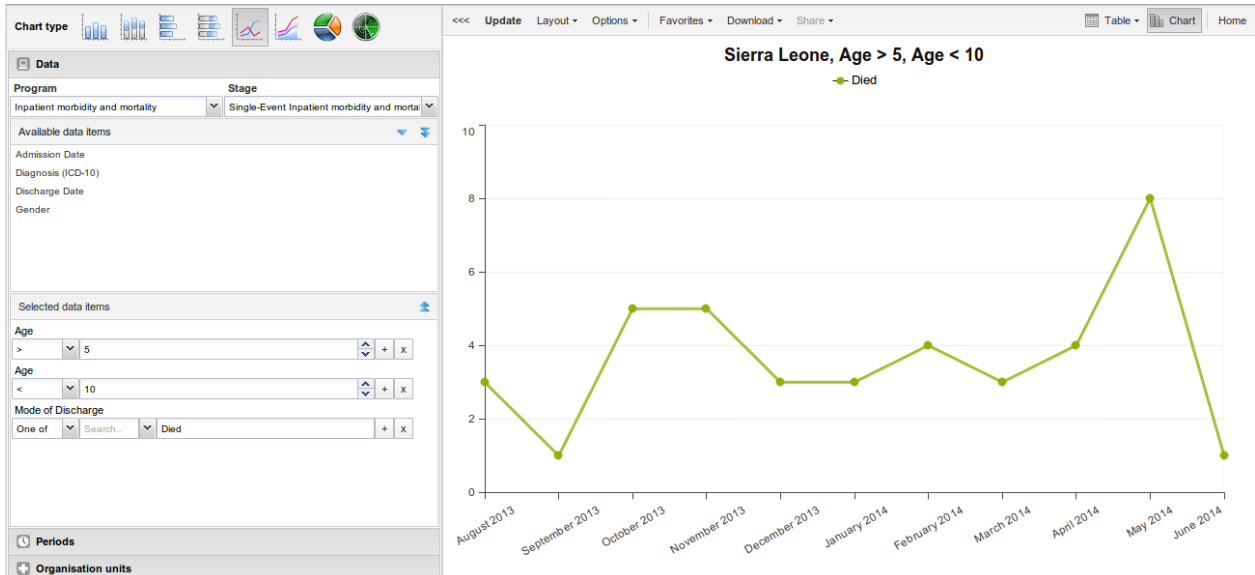 Chart type
<<< Update Layout Options Favorites Download Share Table Chart Home
Data
Program Stage
Inpatient morbidity and mortality Single-Event Inpatient morbidity and mortal
Available data items
Admission Date
Diagnosis (ICD-10)
Discharge Date
Gender
Selected data items
Age
> 5 + x
Age
< 10 + x
Mode of Discharge
One of Search.. Died + x
Periods
Organisation units
Sierra Leone, Age > 5, Age < 10
Died
10
8
6
4
2
0
August 2013 September 2013 October 2013 November 2013 December 2013 January 2014 February 2014 March 2014 April 2014 May 2014 June 2014